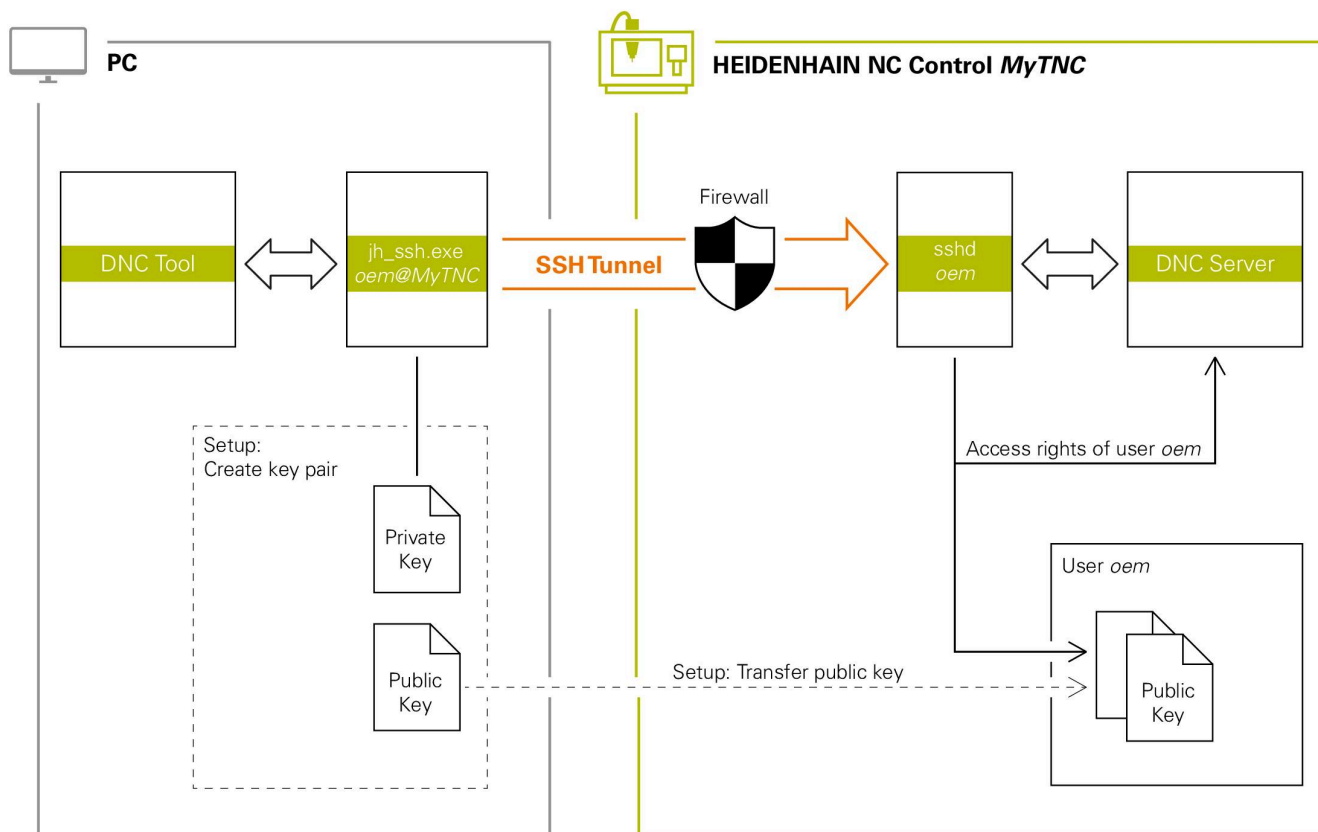 PC
HEIDENHAIN NC Control MyTNC
Firewall
DNC Tool
jh_ssh.exe
oem@MyTNC
SSH Tunnel
sshd
oem
DNC Server
Setup:
Create key pair
Access rights of user oem
Private
Key
User oem
Public
Key
Setup: Transfer public key
Public
Key